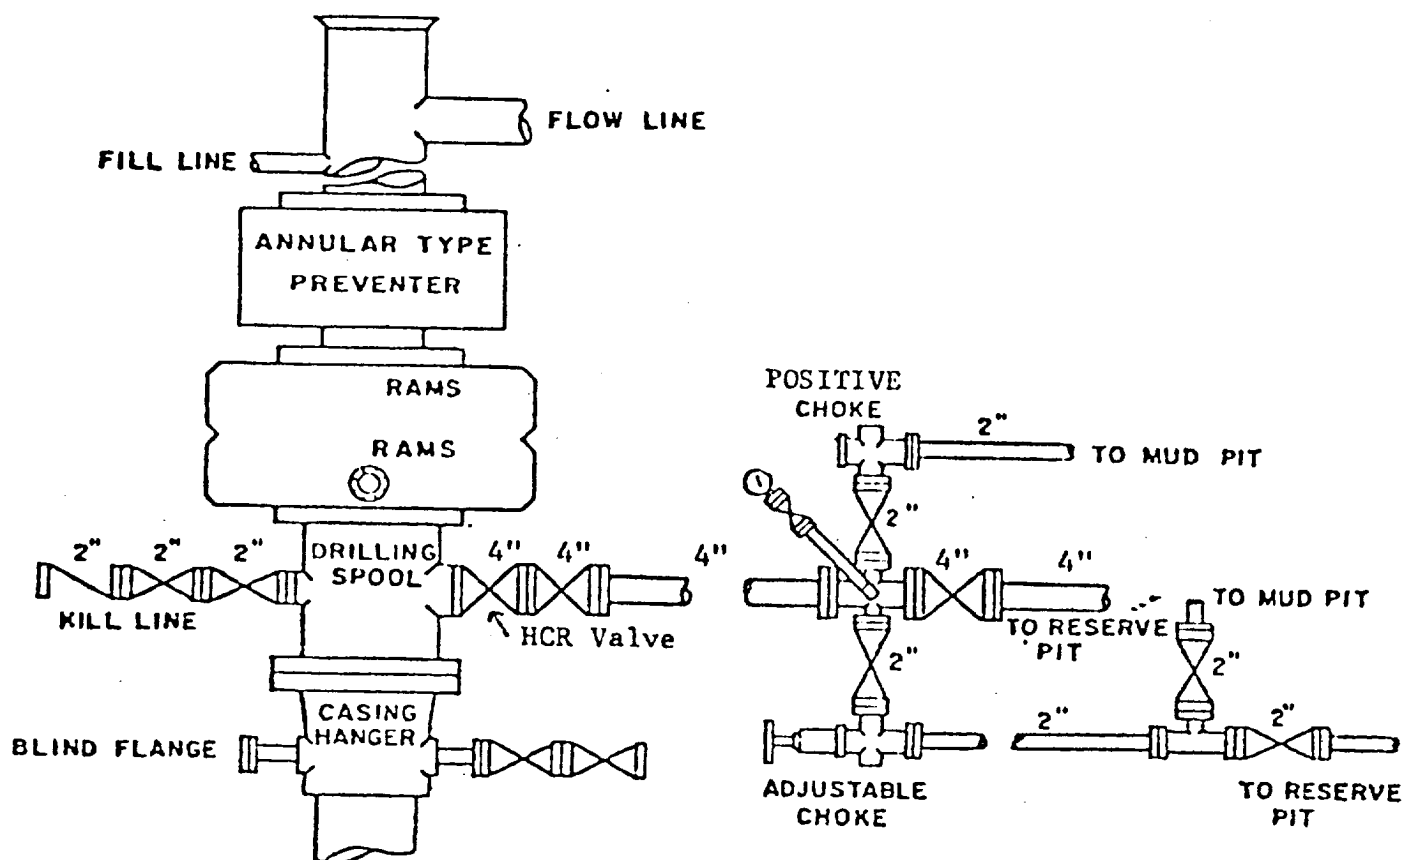 FLOW LINE
FILL LINE
ANNULAR TYPE
PREVENTER
RAMS
RAMS
POSITIVE
CHOKE
2"
TO MUD PIT
2"
2" 2" 2"
DRILLING
SPOOL
4" 4" 4"
4" 4"
KILL LINE
HCR Valve
TO RESERVE
PIT
TO MUD PIT
2"
2"
CASING
HANGER
BLIND FLANGE
2"
2"
ADJUSTABLE
CHOKE
TO RESERVE
PIT